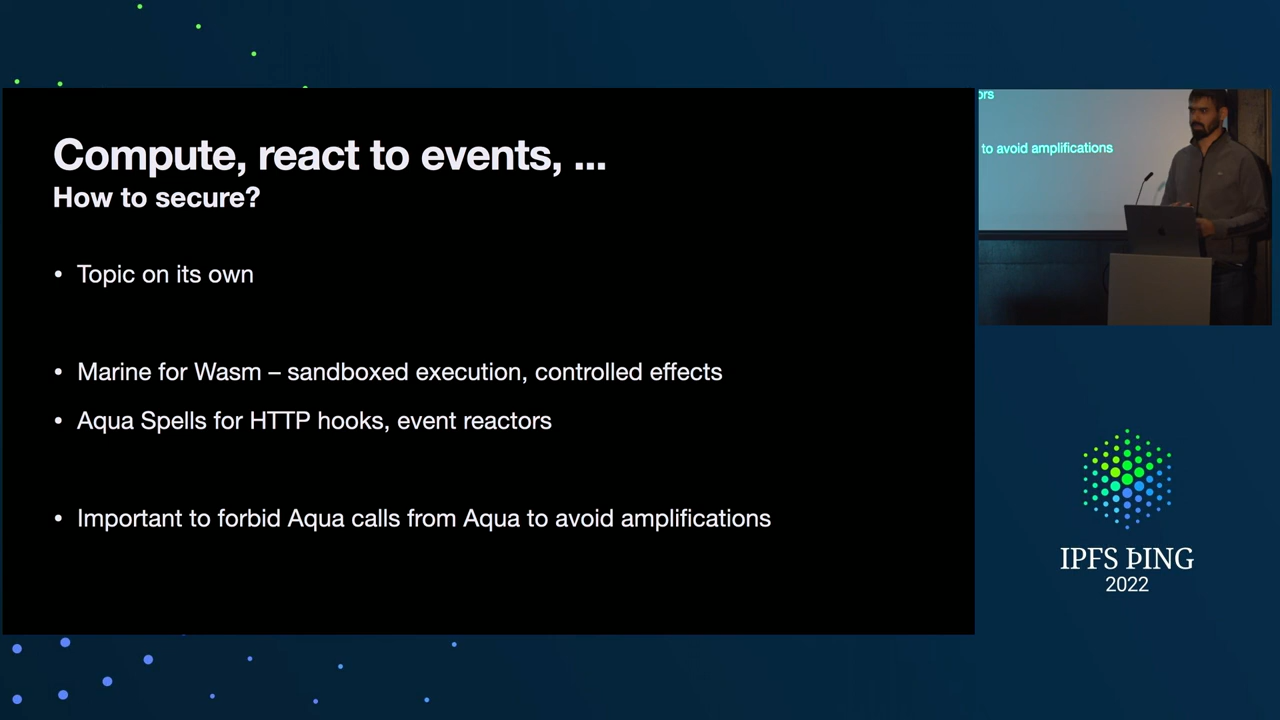 Compute, react to events, ...
How to secure?
• Topic on its own
• Marine for Wasm – sandboxed execution, controlled effects
• Aqua Spells for HTTP hooks, event reactors
• Important to forbid Aqua calls from Aqua to avoid amplifications
ors
to avoid amplifications
IPFS ÞING
2022